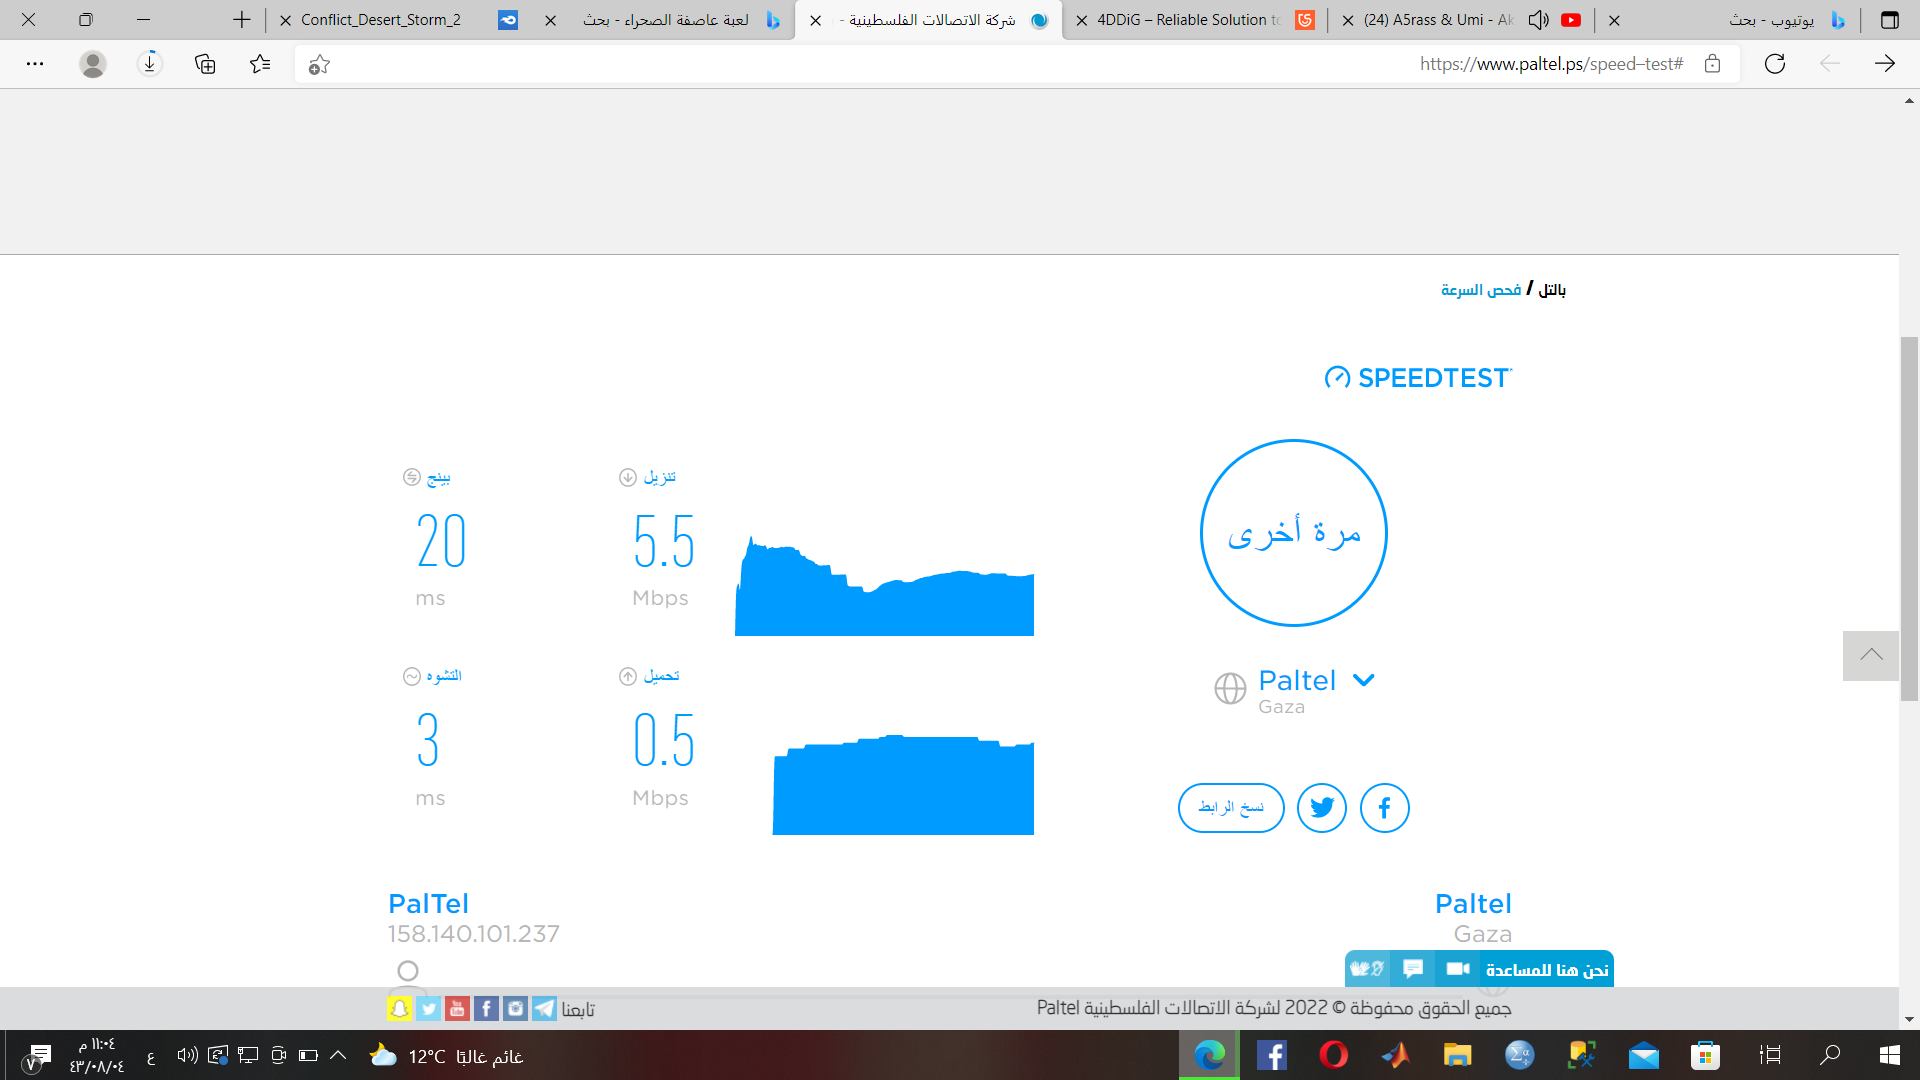 Conflict_Desert_Storm_2
لعبة عاصفة الصحراء - بحث
شركة الاتصالات الفلسطينية -
4DDiG – Reliable Solution to
(24) A5rass & Umi - Ak
يوتيوب - بحث
https://www.paltel.ps/speed-test#
بالتل / فحص السرعة
SPEEDTEST
بينج
20
ms
تنزيل
5.5
Mbps
مرة أخرى
التشوه
3
ms
تحميل
0.5
Mbps
Paltel
Gaza
نسخ الرابط
PalTel
158.140.101.237
Paltel
Gaza
نحن هنا للمساعدة
تابعنا
جميع الحقوق محفوظة © 2022 لشركة الاتصالات الفلسطينية Paltel
١١:٠٤ م
٤٣/٠٨/٠٤
٧
ع
12°C غائم غالبًا